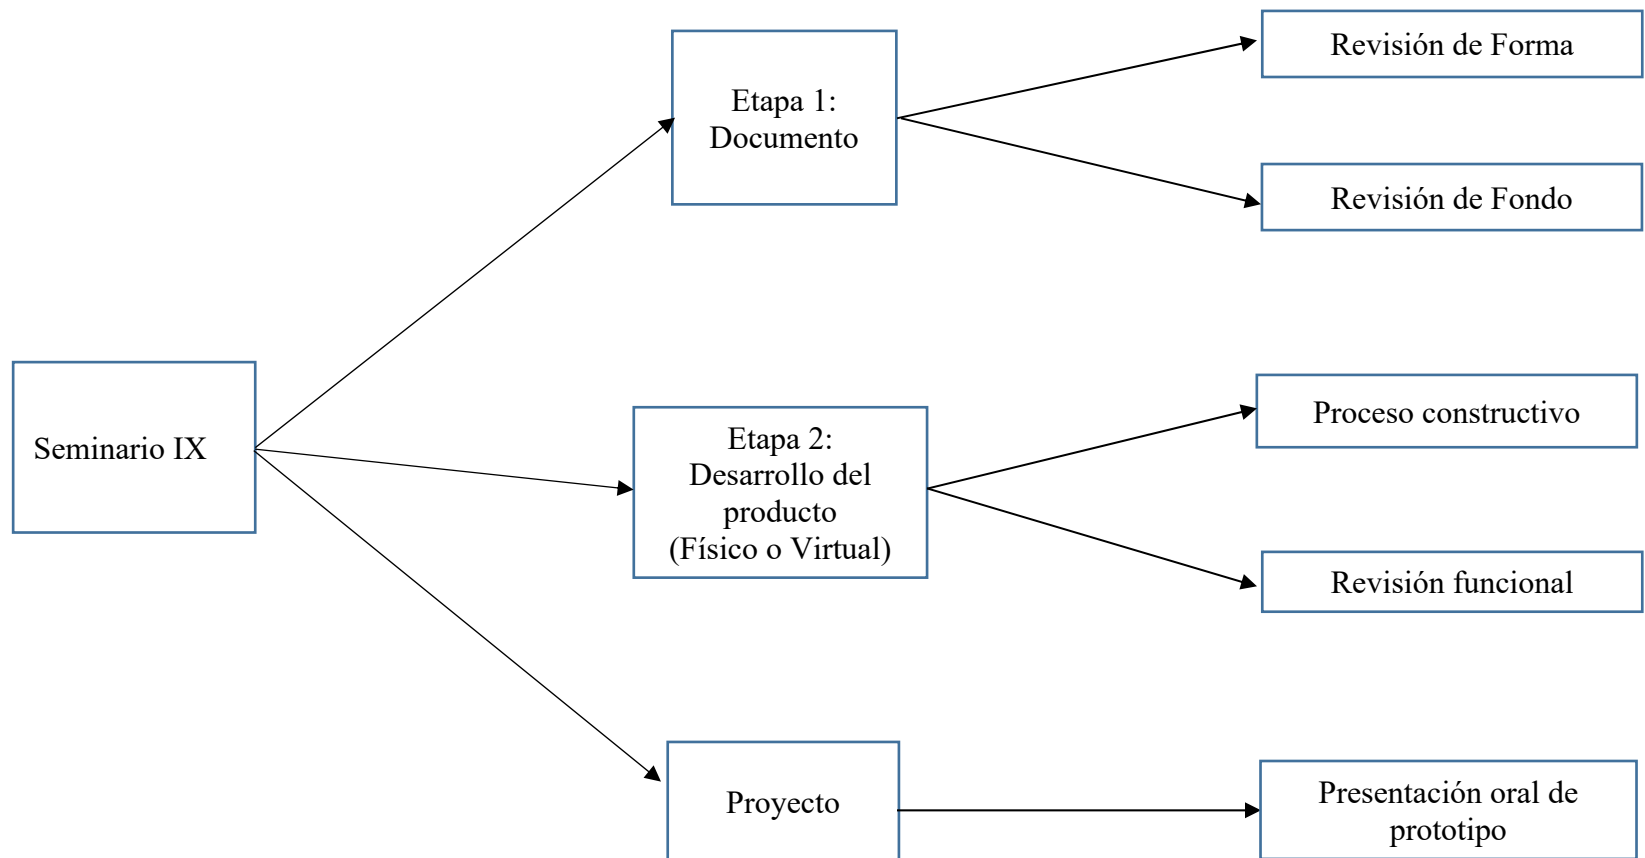 Seminario IX
Etapa 1:
Documento
Revisión de Forma
Revisión de Fondo
Etapa 2:
Desarrollo del
producto
(Físico o Virtual)
Proceso constructivo
Revisión funcional
Proyecto
Presentación oral de
prototipo